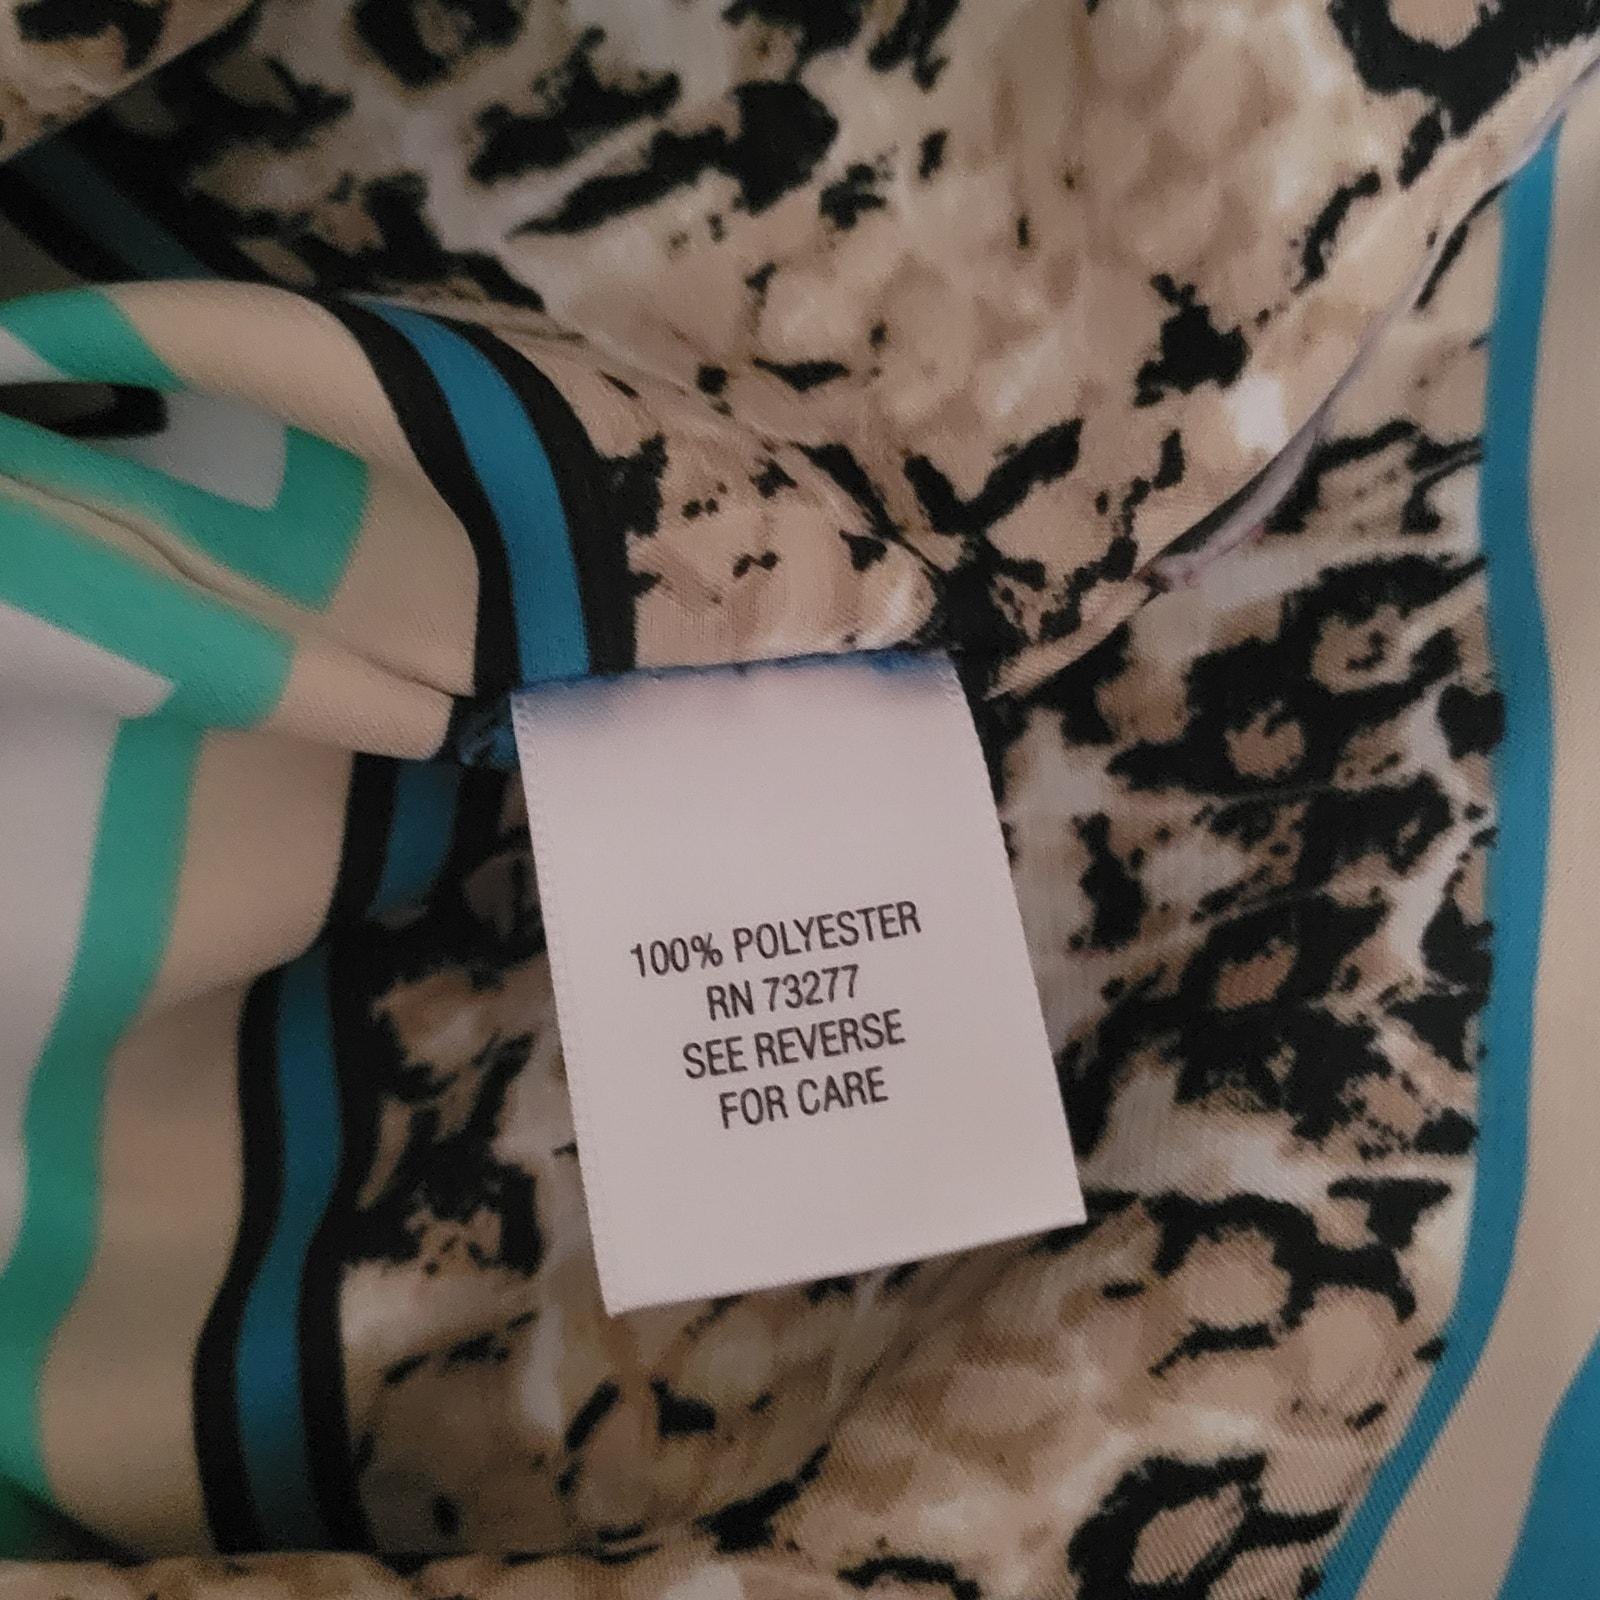 100% POLYESTER
RN 73277
SEE REVERSE
FOR CARE